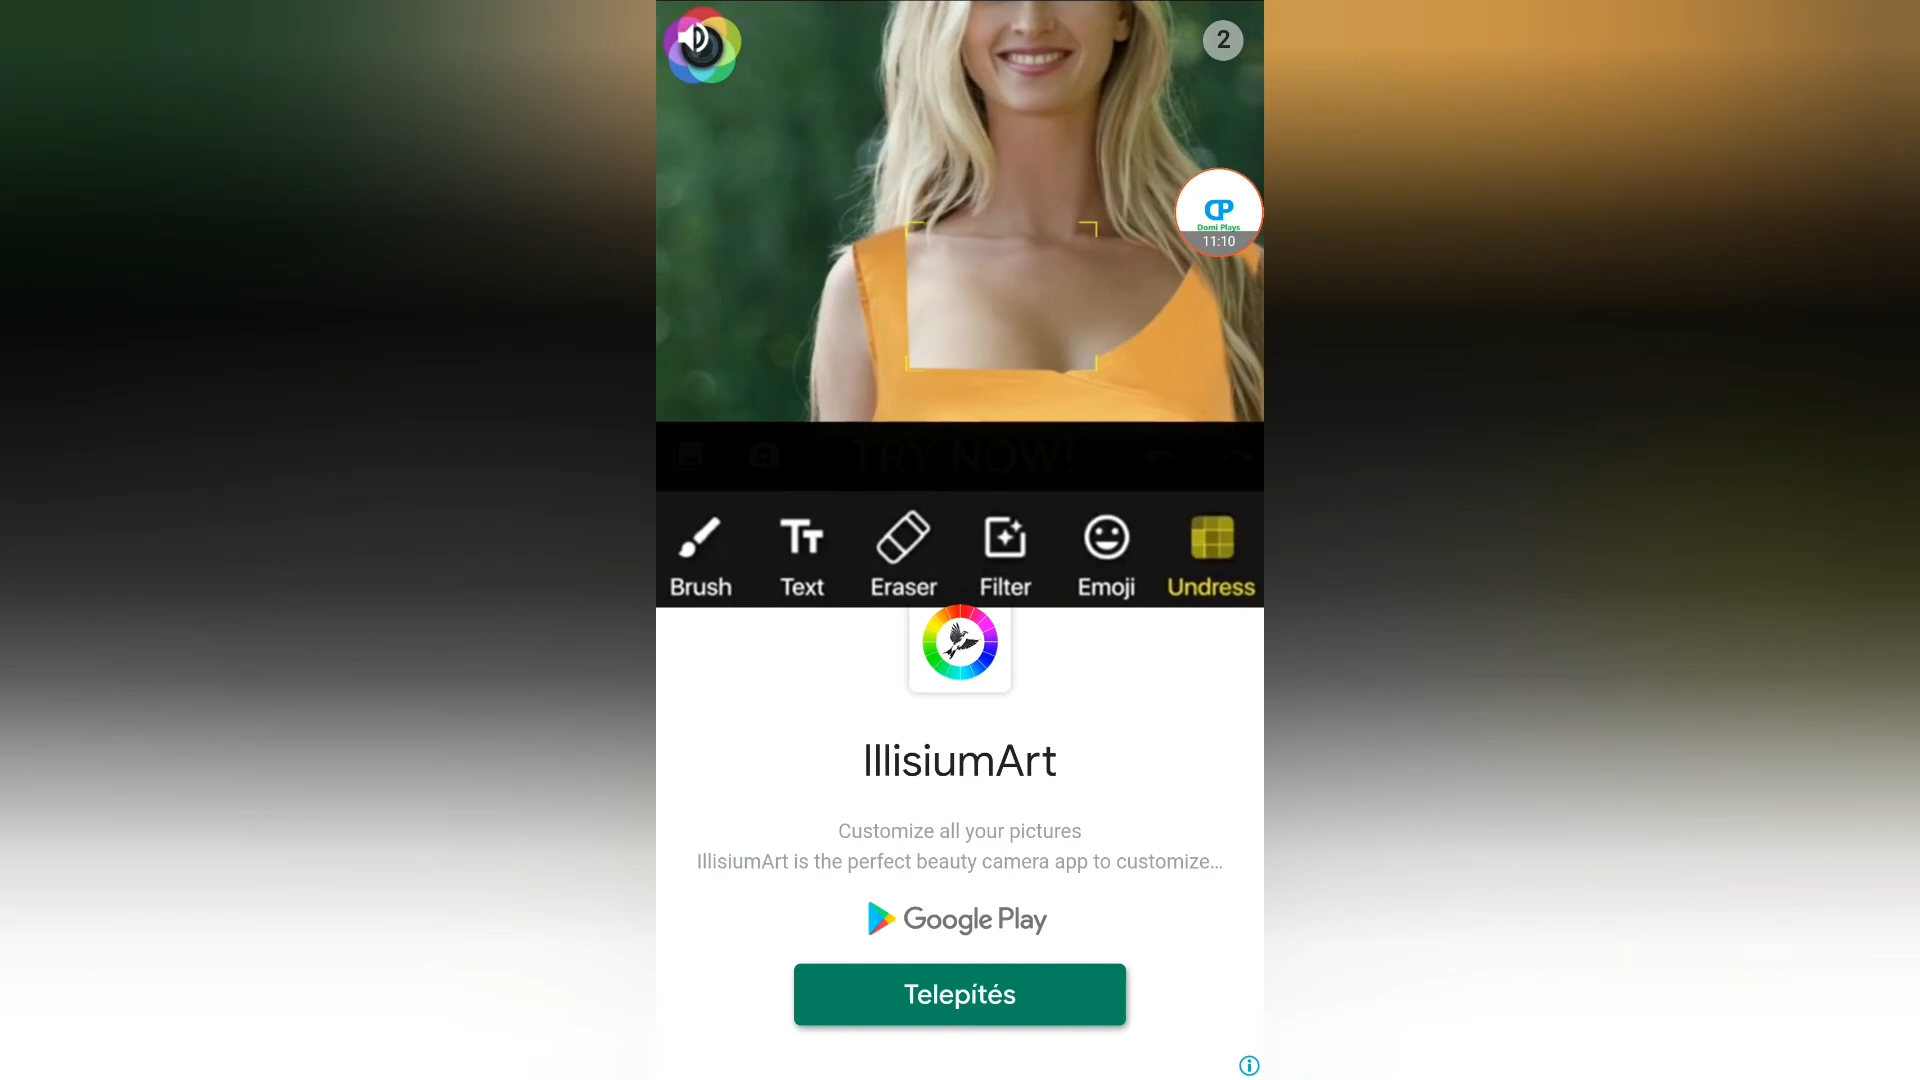 2
CP
Domi Plays
11:10
TRY NOW!
Brush
Text
Eraser
Filter
Emoji
Undress
IllisiumArt
Customize all your pictures
IllisiumArt is the perfect beauty camera app to customize...
Google Play
Telepítés